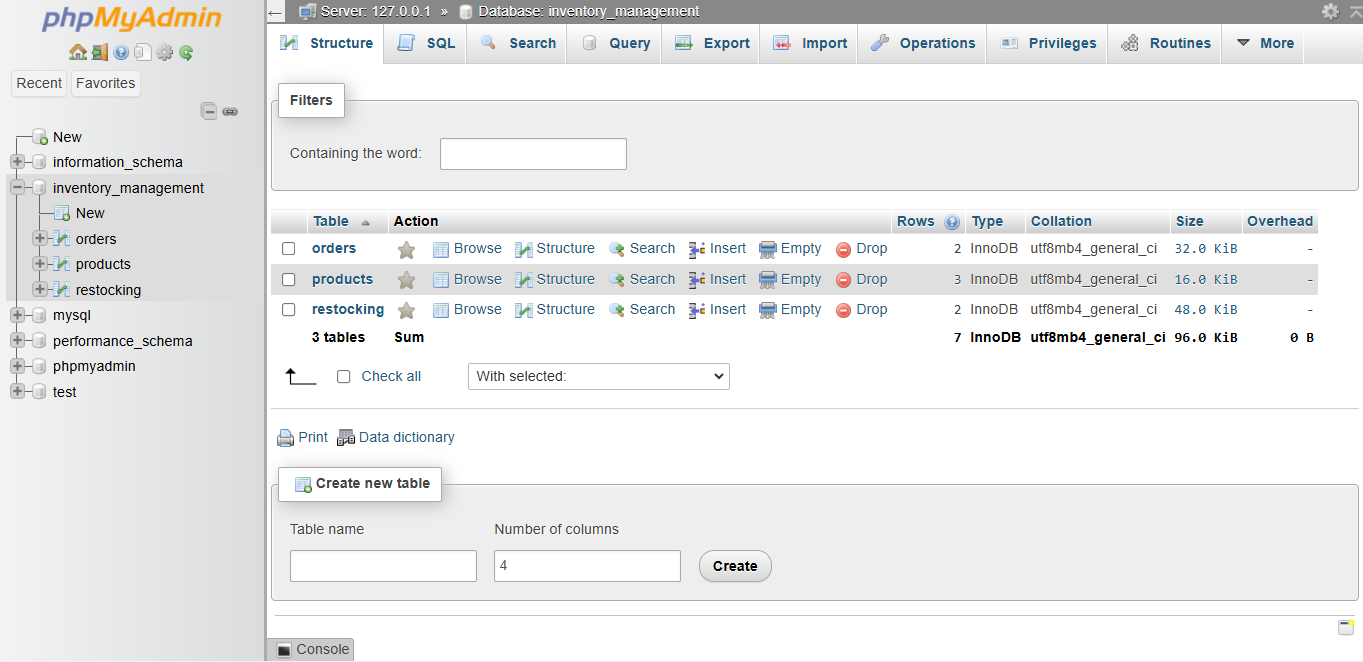 phpMyAdmin
Recent Favorites
New
information_schema
inventory_management
New
orders
products
restocking
mysql
performance_schema
phpmyadmin
test
Server: 127.0.0.1 » Database: inventory_management
Structure SQL Search Query Export Import Operations Privileges Routines More
Filters
Containing the word:
Table Action Rows Type Collation Size Overhead
orders Browse Structure Search Insert Empty Drop 2 InnoDB utf8mb4_general_ci 32.0 KiB -
products Browse Structure Search Insert Empty Drop 3 InnoDB utf8mb4_general_ci 16.0 KiB -
restocking Browse Structure Search Insert Empty Drop 2 InnoDB utf8mb4_general_ci 48.0 KiB -
3 tables Sum 7 InnoDB utf8mb4_general_ci 96.0 KiB 0 B
Check all With selected:
Print Data dictionary
Create new table
Table name Number of columns
4 Create
Console